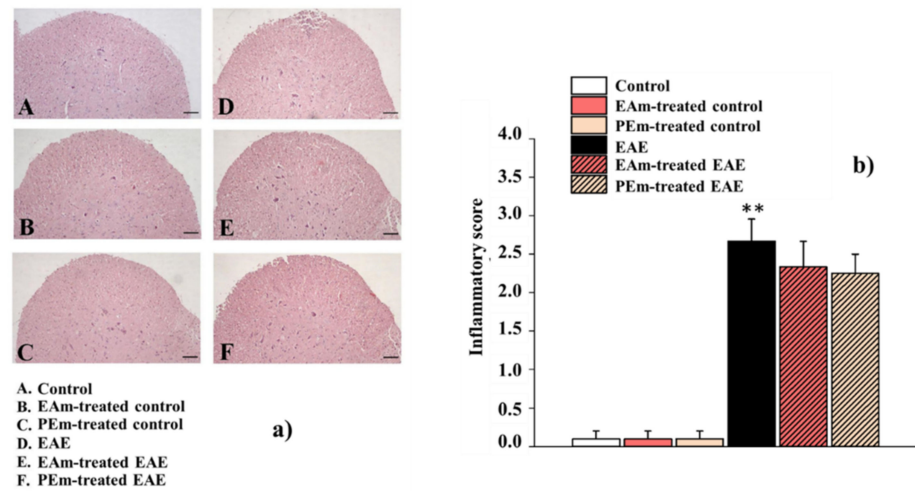 A
D
B
E
C
F
A. Control
B. EAm-treated control
C. PEm-treated control
D. EAE
E. EAm-treated EAE
F. PEm-treated EAE
a)
Control
EAm-treated control
PEm-treated control
EAE
EAm-treated EAE
PEm-treated EAE
b)
Inflammatory score
4.0
3.5
3.0
2.5
2.0
1.5
1.0
0.5
0.0
**